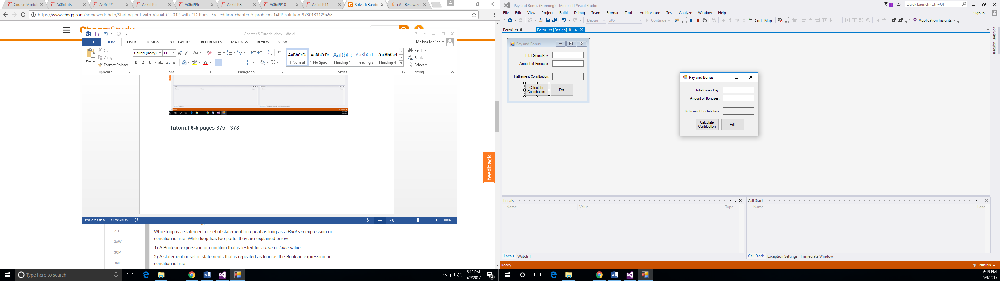 Course Modul
A:06:Tuts
A:06:PP4
A:06:PP5
A:06:PP6
A:06:PP8
A:06:PP10
A:05:PP14
Solved: Rando
c# - Best way
https://www.chegg.com/homework-help/Starting-out-with-Visual-C-2012-with-CD-Rom--3rd-edition-chapter-5-problem-14PP-solution-9780133129458
Chapter 6 Tutorial.docx - Word
FILE HOME INSERT DESIGN PAGE LAYOUT REFERENCES MAILINGS REVIEW VIEW
Melissa Meline
Paste
Cut
Copy
Format Painter
Clipboard
Calibri (Body) 11
Font
Paragraph
AaBbCcDc AaBbCcDc AaBbCc AaBbCcD AaBbCcI
¶ Normal ¶ No Spac... Heading 1 Heading 2 Heading 4
Styles
Find
Replace
Select
Editing
Tutorial 6-5 pages 375 - 378
PAGE 6 OF 6 31 WORDS
100%
feedback
2TF
3AW
3CP
3MC
While loop is a statement or set of statement to repeat as long as a Boolean expression or
condition is true. While loop has two parts, they are explained below:
1) A Boolean expression or condition that is tested for a true or false value.
2) A statement or set of statements that is repeated as long as the Boolean expression or
condition is true.
Type here to search
6:19 PM
5/9/2017
Pay and Bonus (Running) - Microsoft Visual Studio
1
Quick Launch (Ctrl+Q)
File Edit View Project Build Debug Team Format Tools Architecture Test Analyze Window Help
Sign in
Debug x86 Continue Code Map Application Insights
Form1.cs
Form1.cs [Design]
Solution Explorer
Pay and Bonus
Total Gross Pay:
Amount of Bonuses:
Retirement Contribution:
Calculate
Contribution
Exit
Pay and Bonus
Total Gross Pay:
Amount of Bonuses:
Retirement Contribution:
Calculate
Contribution
Exit
Locals
Name Value Type
Locals Watch 1
Call Stack
Name Lang
Call Stack Exception Settings Immediate Window
Ready
Publish
6:19 PM
5/9/2017